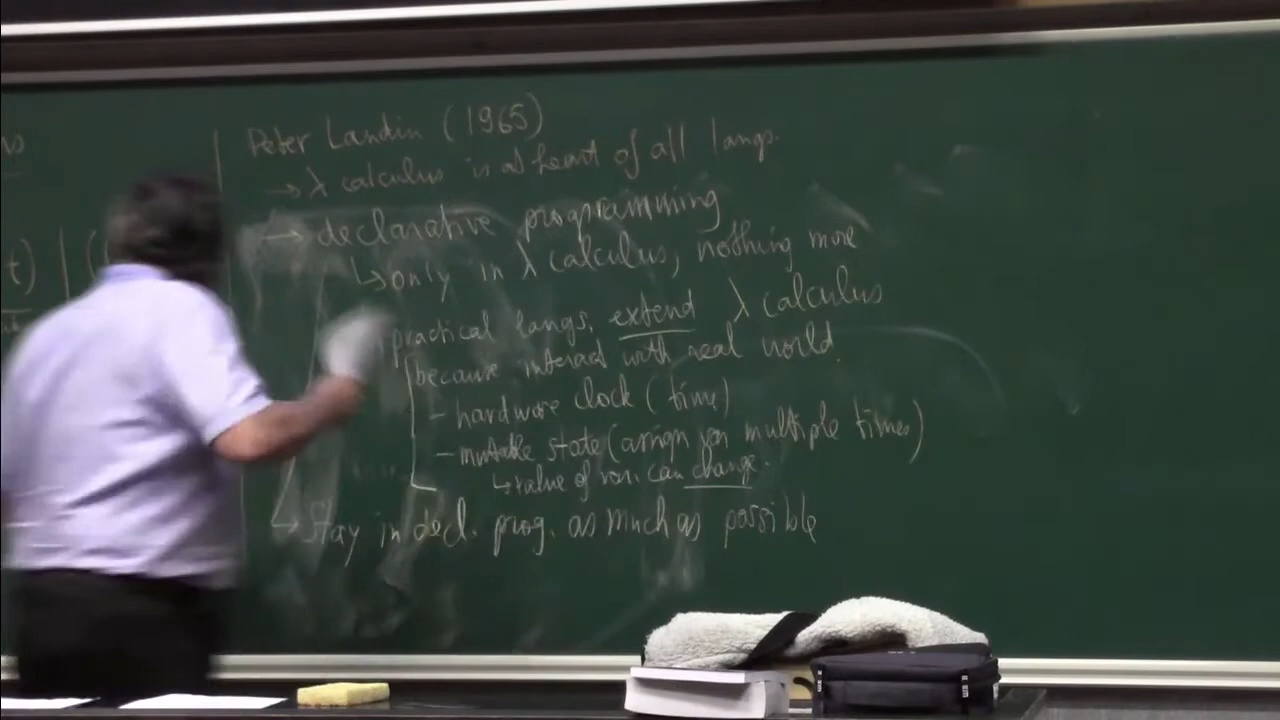 Peter Landin (1965)
→ λ calculus is at heart of all langs.
→ declarative programming
↳ only in λ calculus, nothing more
practical langs. extend λ calculus
because interact with real world.
- hardware clock (time)
- mutable state (assign var multiple times)
↳ value of var. can change.
↳ Stay in decl. prog. as much as possible
t)